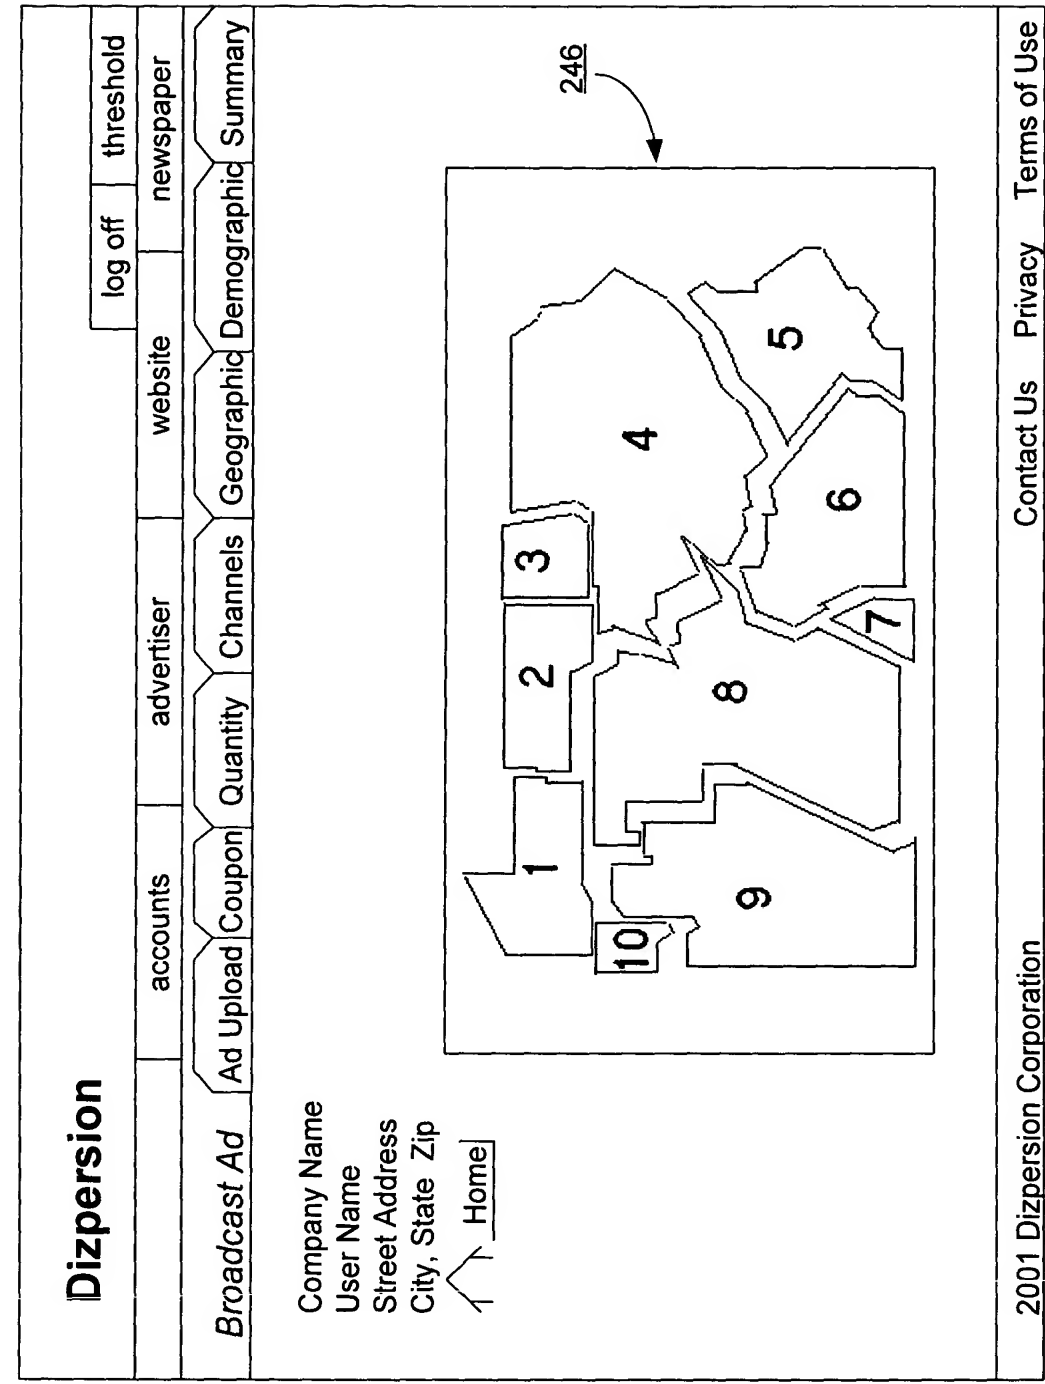 log off threshold
Dizpersion
accounts advertiser website newspaper
Broadcast Ad Ad Upload Coupon Quantity Channels Geographic Demographic Summary
Company Name
User Name
Street Address
City, State Zip
Home
246
1
2
3
4
5
6
7
8
9
10
2001 Dizpersion Corporation Contact Us Privacy Terms of Use